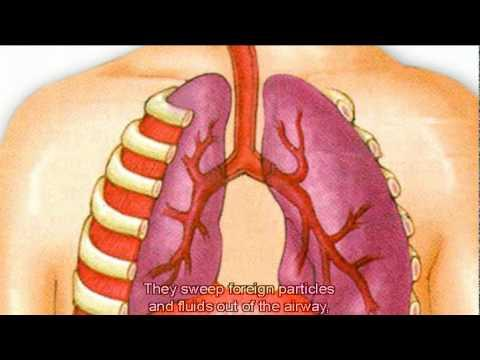 They sweep foreign particles
and fluids out of the airway,